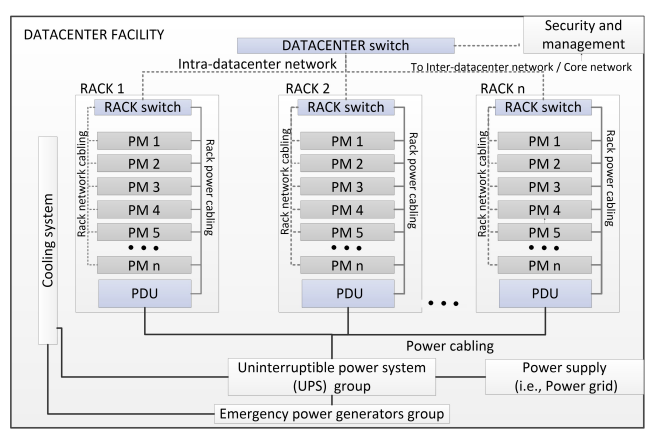 Security and
management
DATACENTER FACILITY
DATACENTER switch
Intra-datacenter network
To Inter-datacenter network / Core network
RACK 1
RACK switch
Rack network cabling
PM 1
PM 2
PM 3
PM 4
PM 5
• • •
PM n
PDU
Rack power cabling
RACK 2
RACK switch
Rack network cabling
PM 1
PM 2
PM 3
PM 4
PM 5
• • •
PM n
PDU
Rack power cabling
• • •
RACK n
RACK switch
Rack network cabling
PM 1
PM 2
PM 3
PM 4
PM 5
• • •
PM n
PDU
Rack power cabling
Cooling system
Power cabling
Uninterruptible power system
(UPS) group
Power supply
(i.e., Power grid)
Emergency power generators group